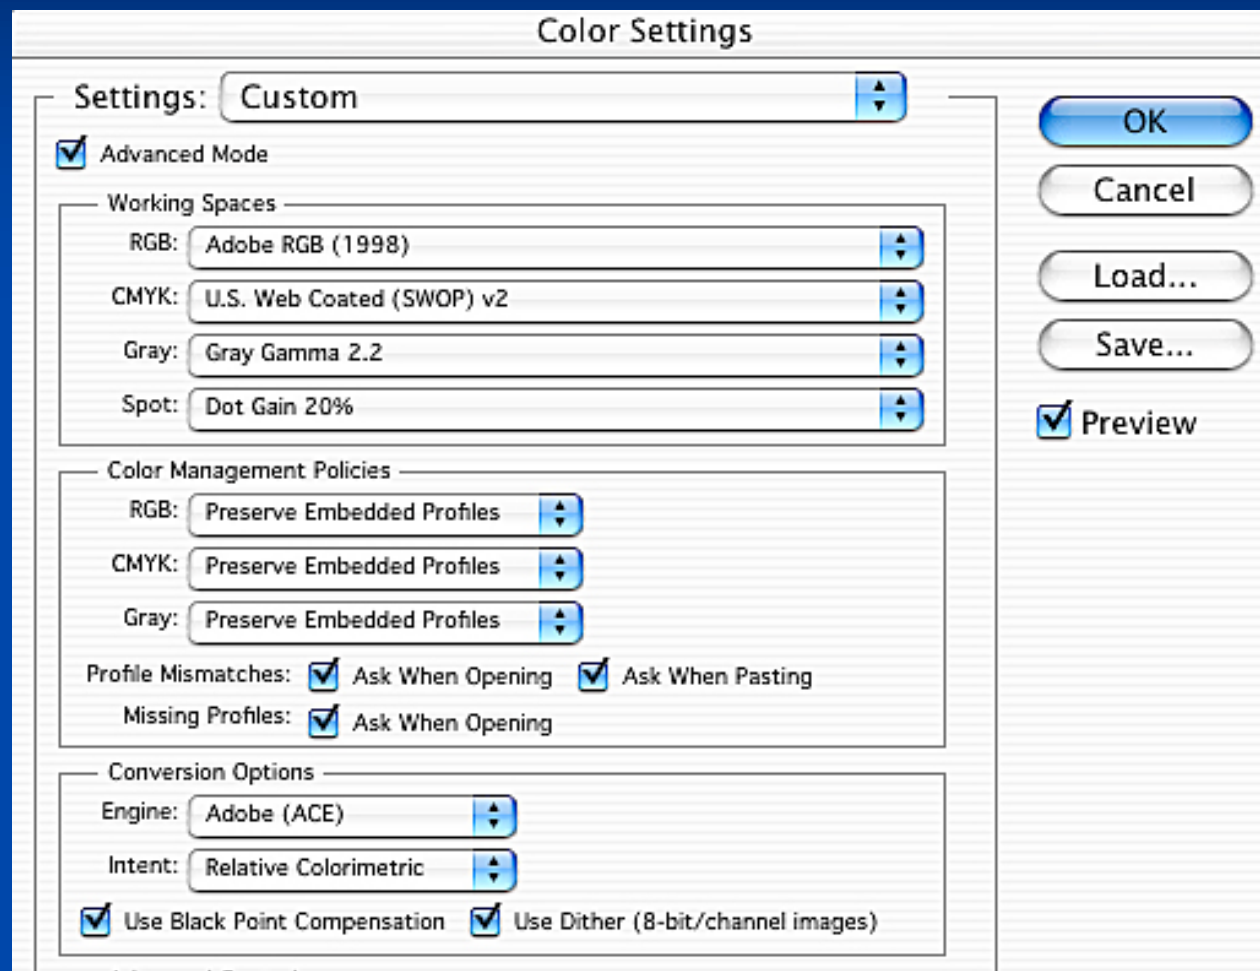 Color Settings
Settings: Custom
OK
Advanced Mode
Cancel
Working Spaces
RGB: Adobe RGB (1998)
CMYK: U.S. Web Coated (SWOP) v2
Load...
Gray: Gray Gamma 2.2
Save...
Spot: Dot Gain 20%
Preview
Color Management Policies
RGB: Preserve Embedded Profiles
CMYK: Preserve Embedded Profiles
Gray: Preserve Embedded Profiles
Profile Mismatches: Ask When Opening Ask When Pasting
Missing Profiles: Ask When Opening
Conversion Options
Engine: Adobe (ACE)
Intent: Relative Colorimetric
Use Black Point Compensation Use Dither (8-bit/channel images)